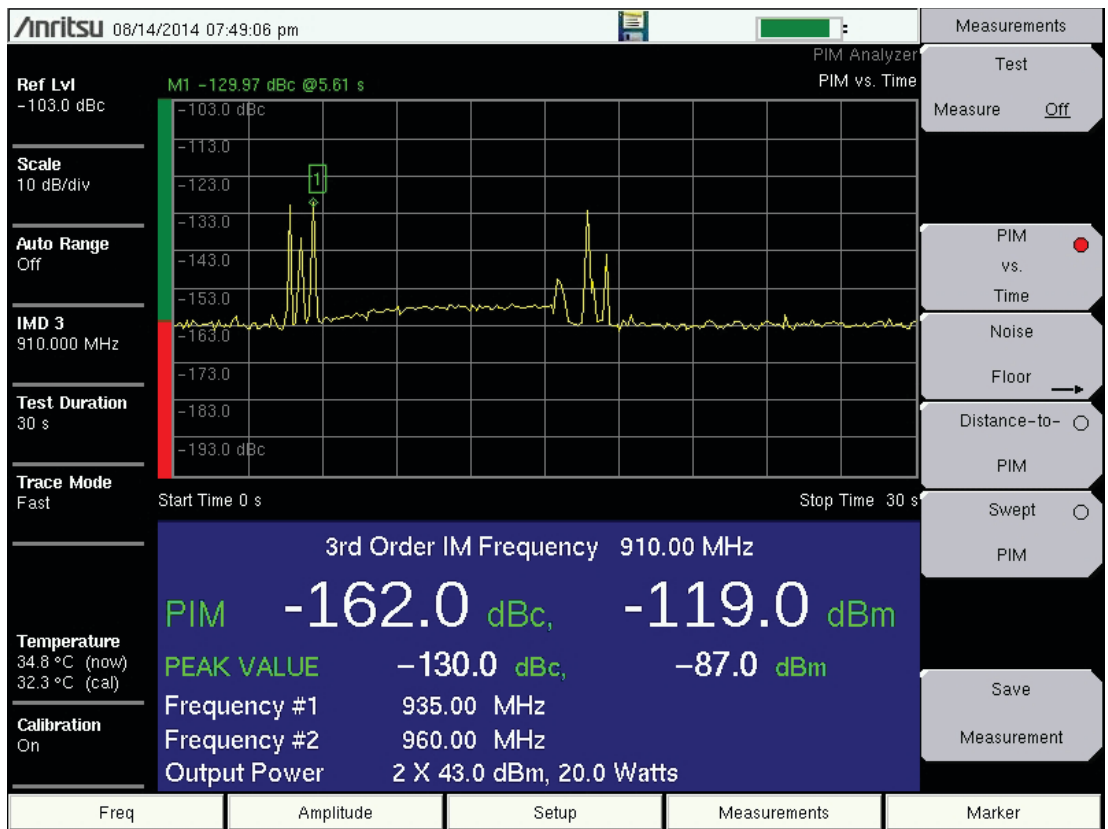 Anritsu 08/14/2014 07:49:06 pm
Measurements
Ref Lvl
-103.0 dBc
Scale
10 dB/div
Auto Range
Off
IMD 3
910.000 MHz
Test Duration
30 s
Trace Mode
Fast
Temperature
34.8 °C (now)
32.3 °C (cal)
Calibration
On
PIM Analyzer
M1 -129.97 dBc @5.61 s
PIM vs. Time
-103.0 dBc
-113.0
1
-123.0
-133.0
-143.0
-153.0
-163.0
-173.0
-183.0
-193.0 dBc
Start Time 0 s
Stop Time 30 s
3rd Order IM Frequency 910.00 MHz
PIM -162.0 dBc, -119.0 dBm
PEAK VALUE -130.0 dBc, -87.0 dBm
Frequency #1 935.00 MHz
Frequency #2 960.00 MHz
Output Power 2 X 43.0 dBm, 20.0 Watts
Test
Measure Off
PIM
vs.
Time
Noise
Floor
Distance-to-
PIM
Swept
PIM
Save
Measurement
Freq
Amplitude
Setup
Measurements
Marker